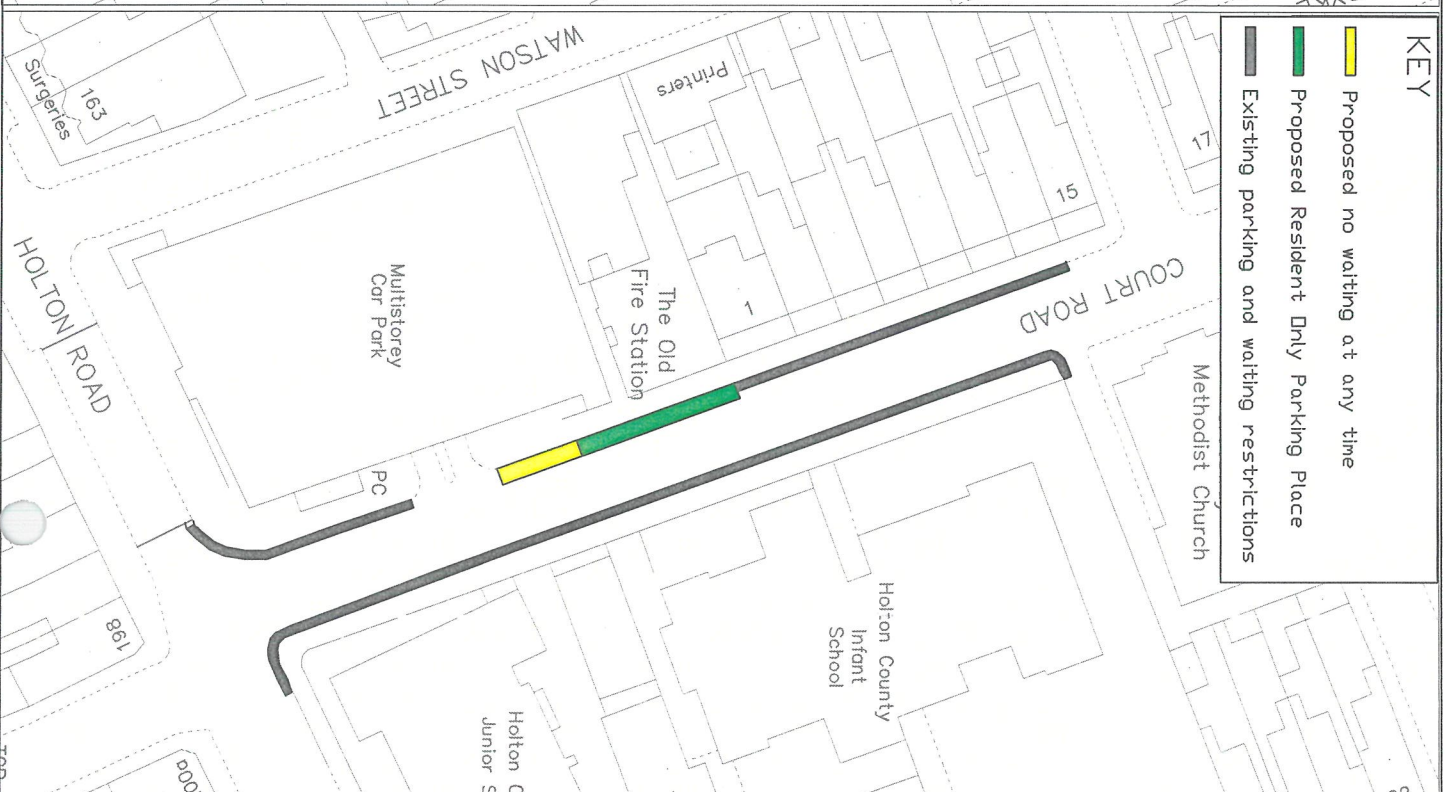 KEY
Proposed no waiting at any time
Proposed Resident Only Parking Place
Existing parking and waiting restrictions
WATSON STREET
Surgeries
163
Printers
17
15
1
COURT ROAD
Methodist Church
The Old
Fire Station
Multistorey
Car Park
HOLTON ROAD
PC
Holton County
Infant
School
Holton
Junior
198
00a